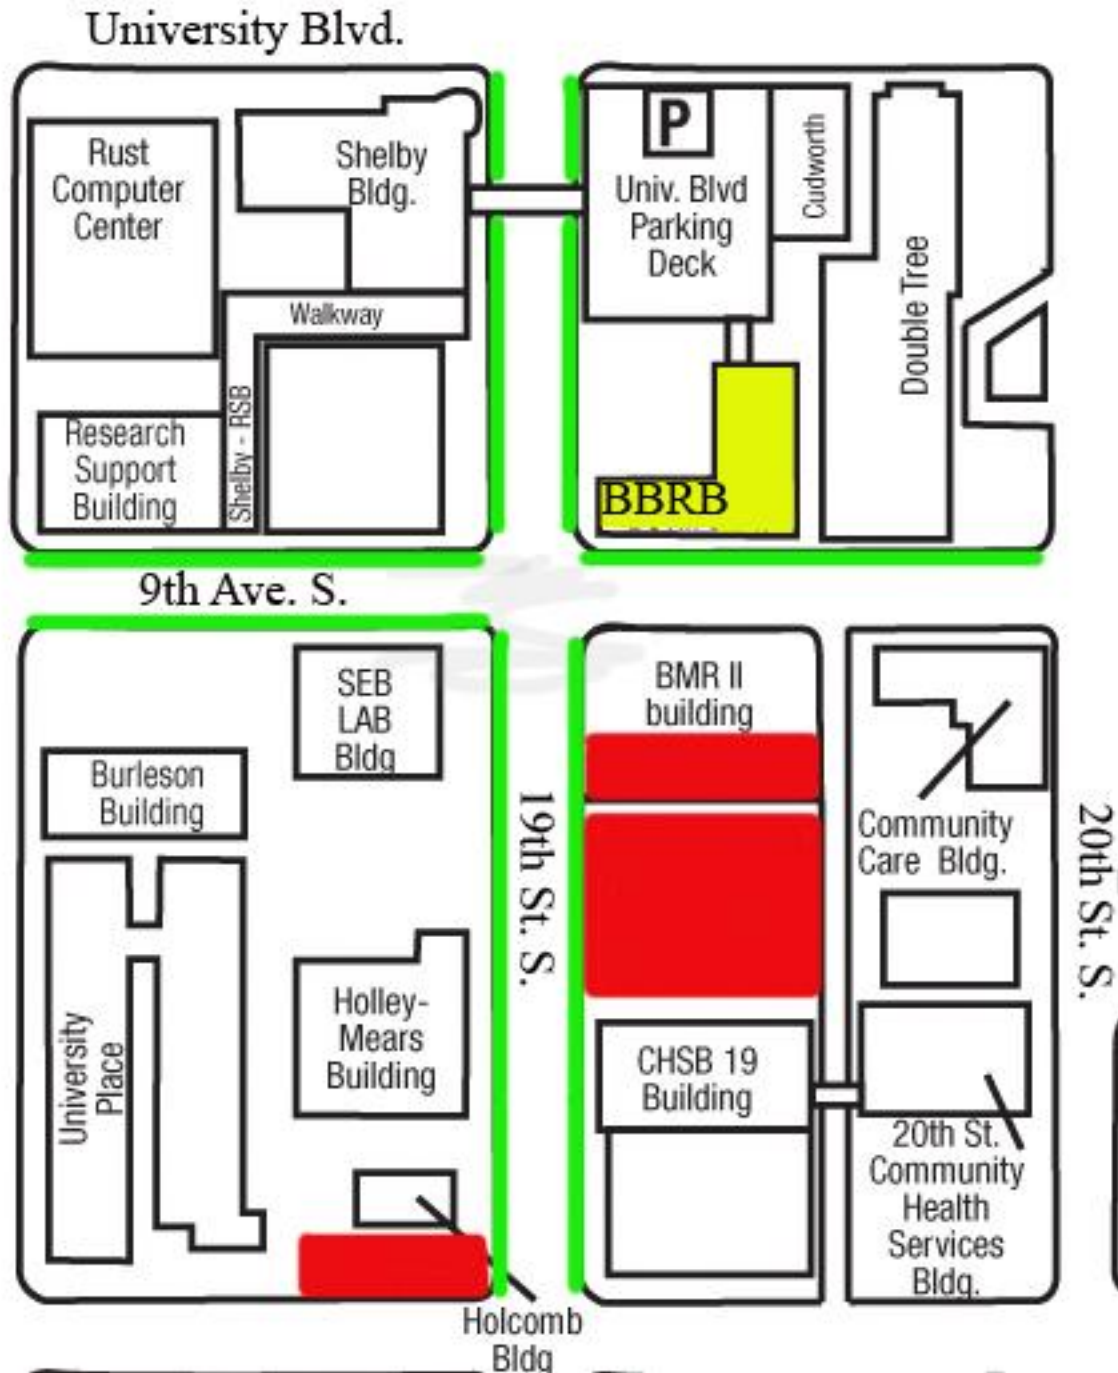 University Blvd.
Rust
Computer
Center
Shelby
Bldg.
P
Univ. Blvd
Parking
Deck
Cudworth
Double Tree
Walkway
Shelby - RSB
Research
Support
Building
BBRB
9th Ave. S.
SEB
LAB
Bldg
BMR II
building
Burleson
Building
19th St. S.
Community
Care Bldg.
20th St. S.
University
Place
Holley-
Mears
Building
CHSB 19
Building
20th St.
Community
Health
Services
Bldg.
Holcomb
Bldg